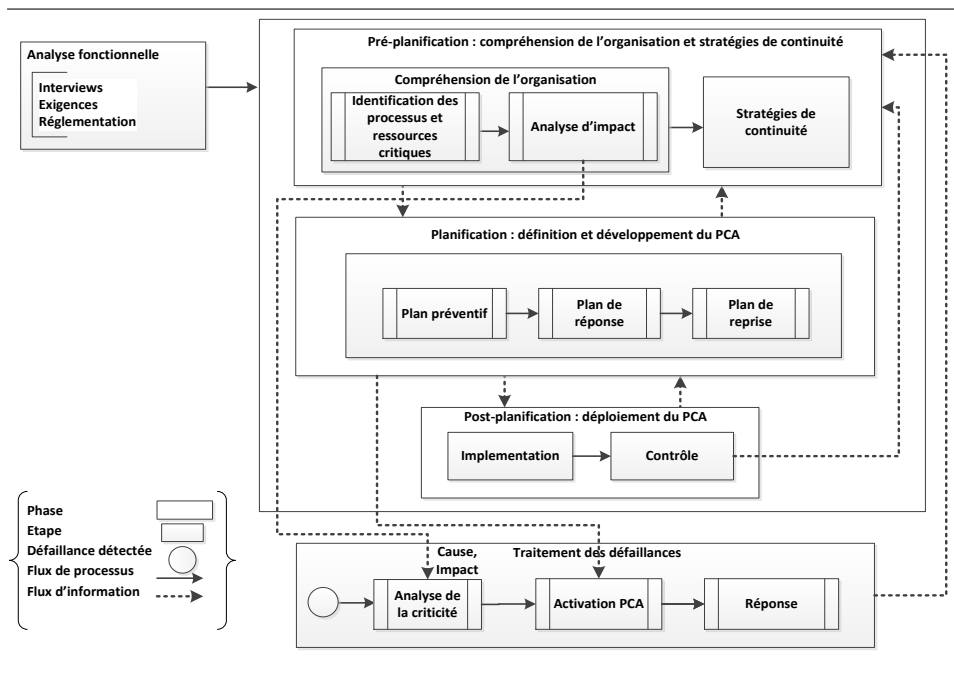 Analyse fonctionnelle
Interviews
Exigences
Réglementation
Pré-planification : compréhension de l'organisation et stratégies de continuité
Compréhension de l'organisation
Identification des
processus et
ressources
critiques
Analyse d'impact
Stratégies de
continuité
Planification : définition et développement du PCA
Plan préventif
Plan de
réponse
Plan de
reprise
Post-planification : déploiement du PCA
Implementation
Contrôle
Phase
Etape
Défaillance détectée
Flux de processus
Flux d'information
Cause,
Impact
Traitement des défaillances
Analyse de
la criticité
Activation PCA
Réponse